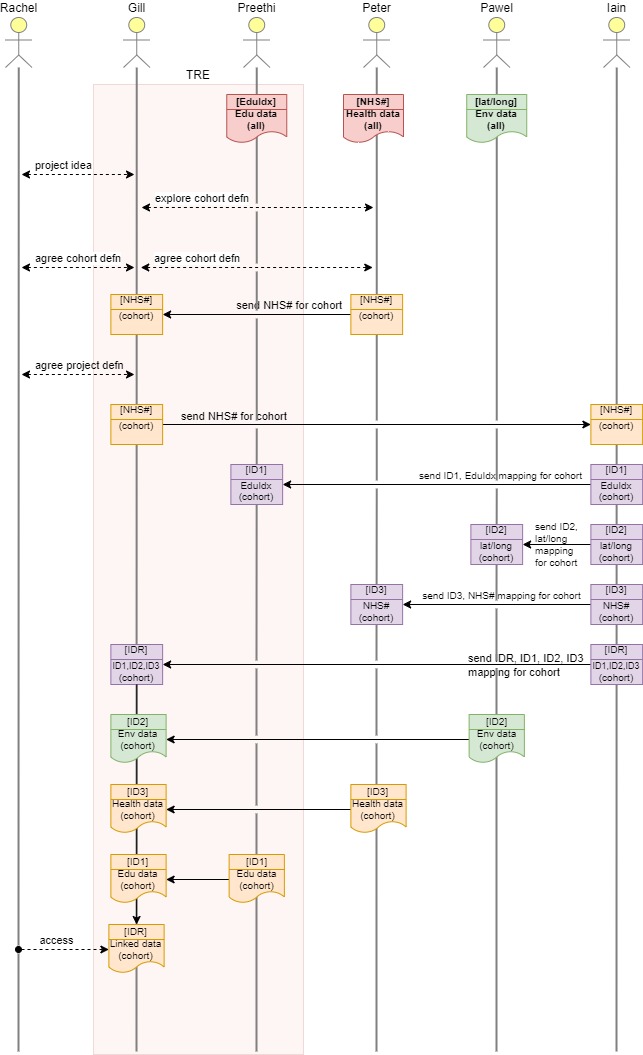 Rachel
Gill
Preethi
Peter
Pawel
Iain
TRE
[EduIdx]
Edu data
(all)
[NHS#]
Health data
(all)
[lat/long]
Env data
(all)
project idea
explore cohort defn
agree cohort defn
agree cohort defn
[NHS#]
(cohort)
send NHS# for cohort
[NHS#]
(cohort)
agree project defn
[NHS#]
(cohort)
send NHS# for cohort
[NHS#]
(cohort)
[ID1]
EduIdx
(cohort)
send ID1, EduIdx mapping for cohort
[ID1]
EduIdx
(cohort)
[ID2]
lat/long
(cohort)
send ID2,
lat/long
mapping
for cohort
[ID2]
lat/long
(cohort)
[ID3]
NHS#
(cohort)
send ID3, NHS# mapping for cohort
[ID3]
NHS#
(cohort)
[IDR]
ID1,ID2,ID3
(cohort)
send IDR, ID1, ID2, ID3
mapping for cohort
[IDR]
ID1,ID2,ID3
(cohort)
[ID2]
Env data
(cohort)
[ID2]
Env data
(cohort)
[ID3]
Health data
(cohort)
[ID3]
Health data
(cohort)
[ID1]
Edu data
(cohort)
[ID1]
Edu data
(cohort)
access
[IDR]
Linked data
(cohort)